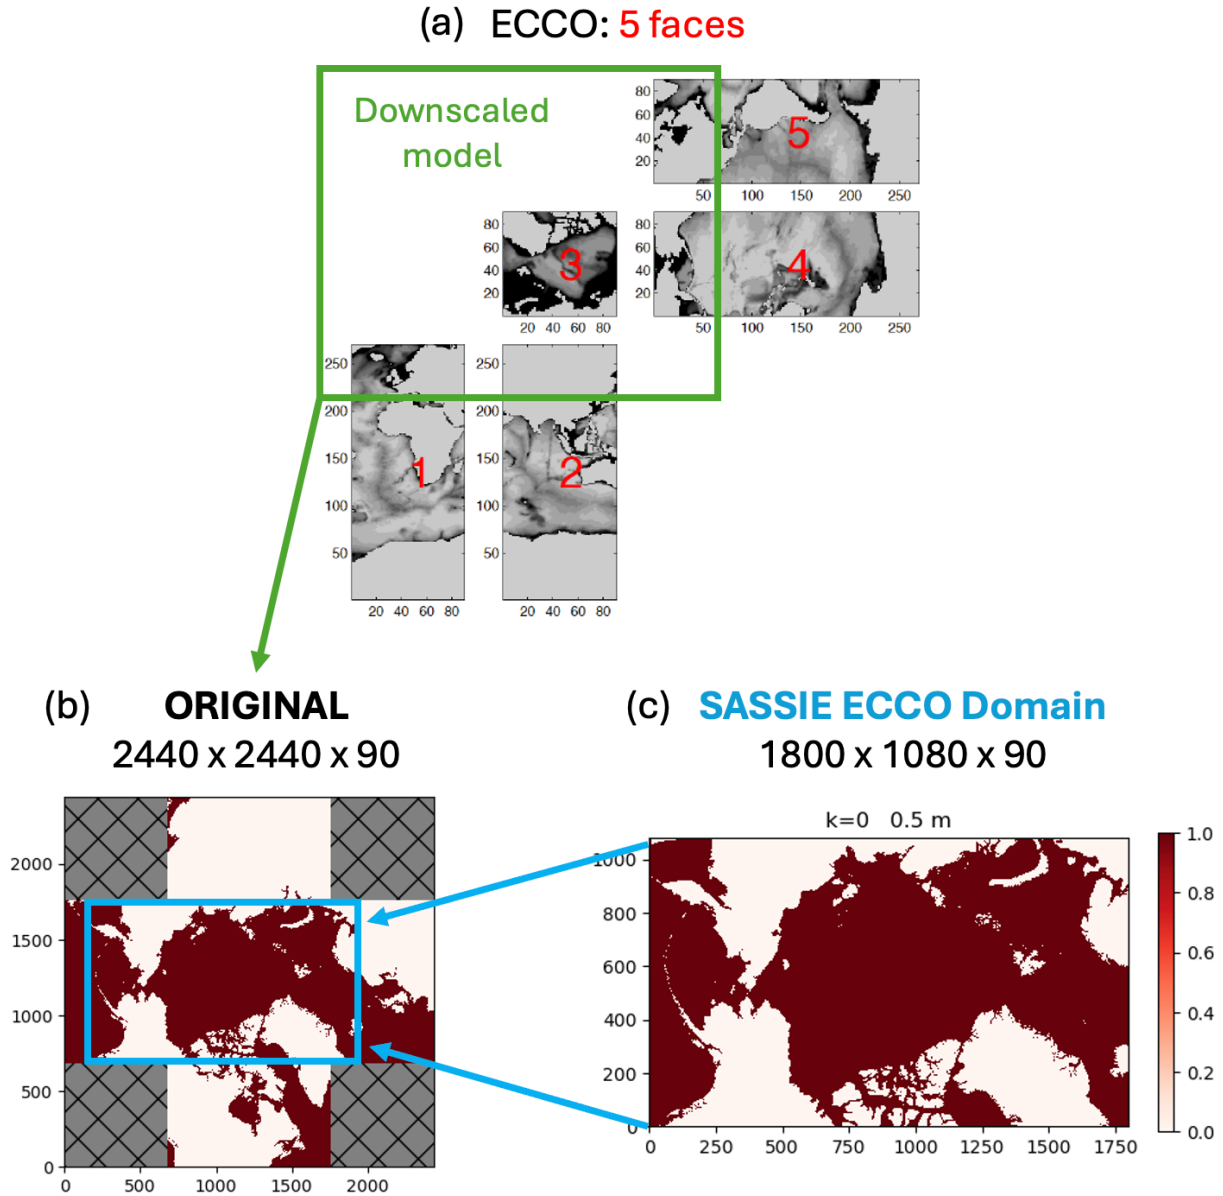 (a) ECCO: 5 faces
Downscaled
model
80
60
40
20
5
50 100 150 200 250
80
60
40
20
3
20 40 60 80
80
60
40
20
4
50 100 150 200 250
250
200
150
100
50
1
20 40 60 80
250
200
150
100
50
2
20 40 60 80
(b) ORIGINAL
2440 x 2440 x 90
2000
1500
1000
500
0
0 500 1000 1500 2000
(c) SASSIE ECCO Domain
1800 x 1080 x 90
k=0 0.5 m
1000
800
600
400
200
0
0 250 500 750 1000 1250 1500 1750
1.0
0.8
0.6
0.4
0.2
0.0